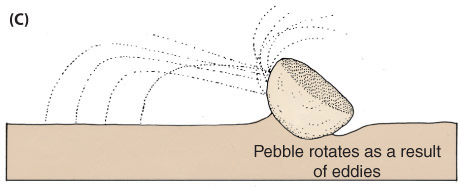 (C)
Pebble rotates as a result
of eddies